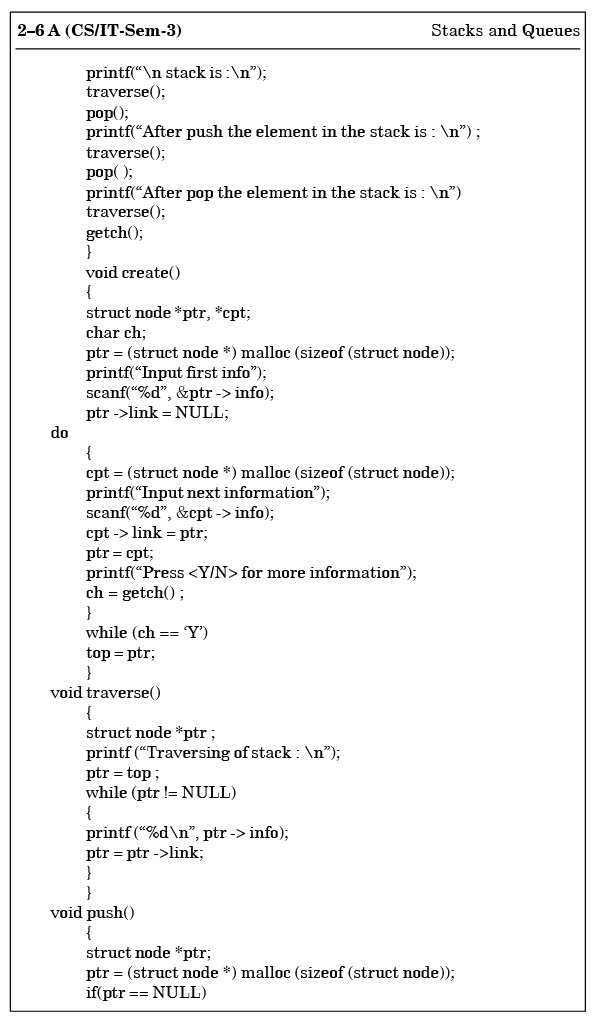 2–6 A (CS/IT-Sem-3) Stacks and Queues
printf(“\n stack is :\n”);
traverse();
pop();
printf(“After push the element in the stack is : \n”) ;
traverse();
pop( );
printf(“After pop the element in the stack is : \n”)
traverse();
getch();
}
void create()
{
struct node *ptr, *cpt;
char ch;
ptr = (struct node *) malloc (sizeof (struct node));
printf(“Input first info”);
scanf(“%d”, &ptr -> info);
ptr ->link = NULL;
do
{
cpt = (struct node *) malloc (sizeof (struct node));
printf(“Input next information”);
scanf(“%d”, &cpt -> info);
cpt -> link = ptr;
ptr = cpt;
printf(“Press <Y/N> for more information”);
ch = getch() ;
}
while (ch == ‘Y’)
top = ptr;
}
void traverse()
{
struct node *ptr ;
printf (“Traversing of stack : \n”);
ptr = top ;
while (ptr != NULL)
{
printf (“%d\n”, ptr -> info);
ptr = ptr ->link;
}
}
void push()
{
struct node *ptr;
ptr = (struct node *) malloc (sizeof (struct node));
if(ptr == NULL)